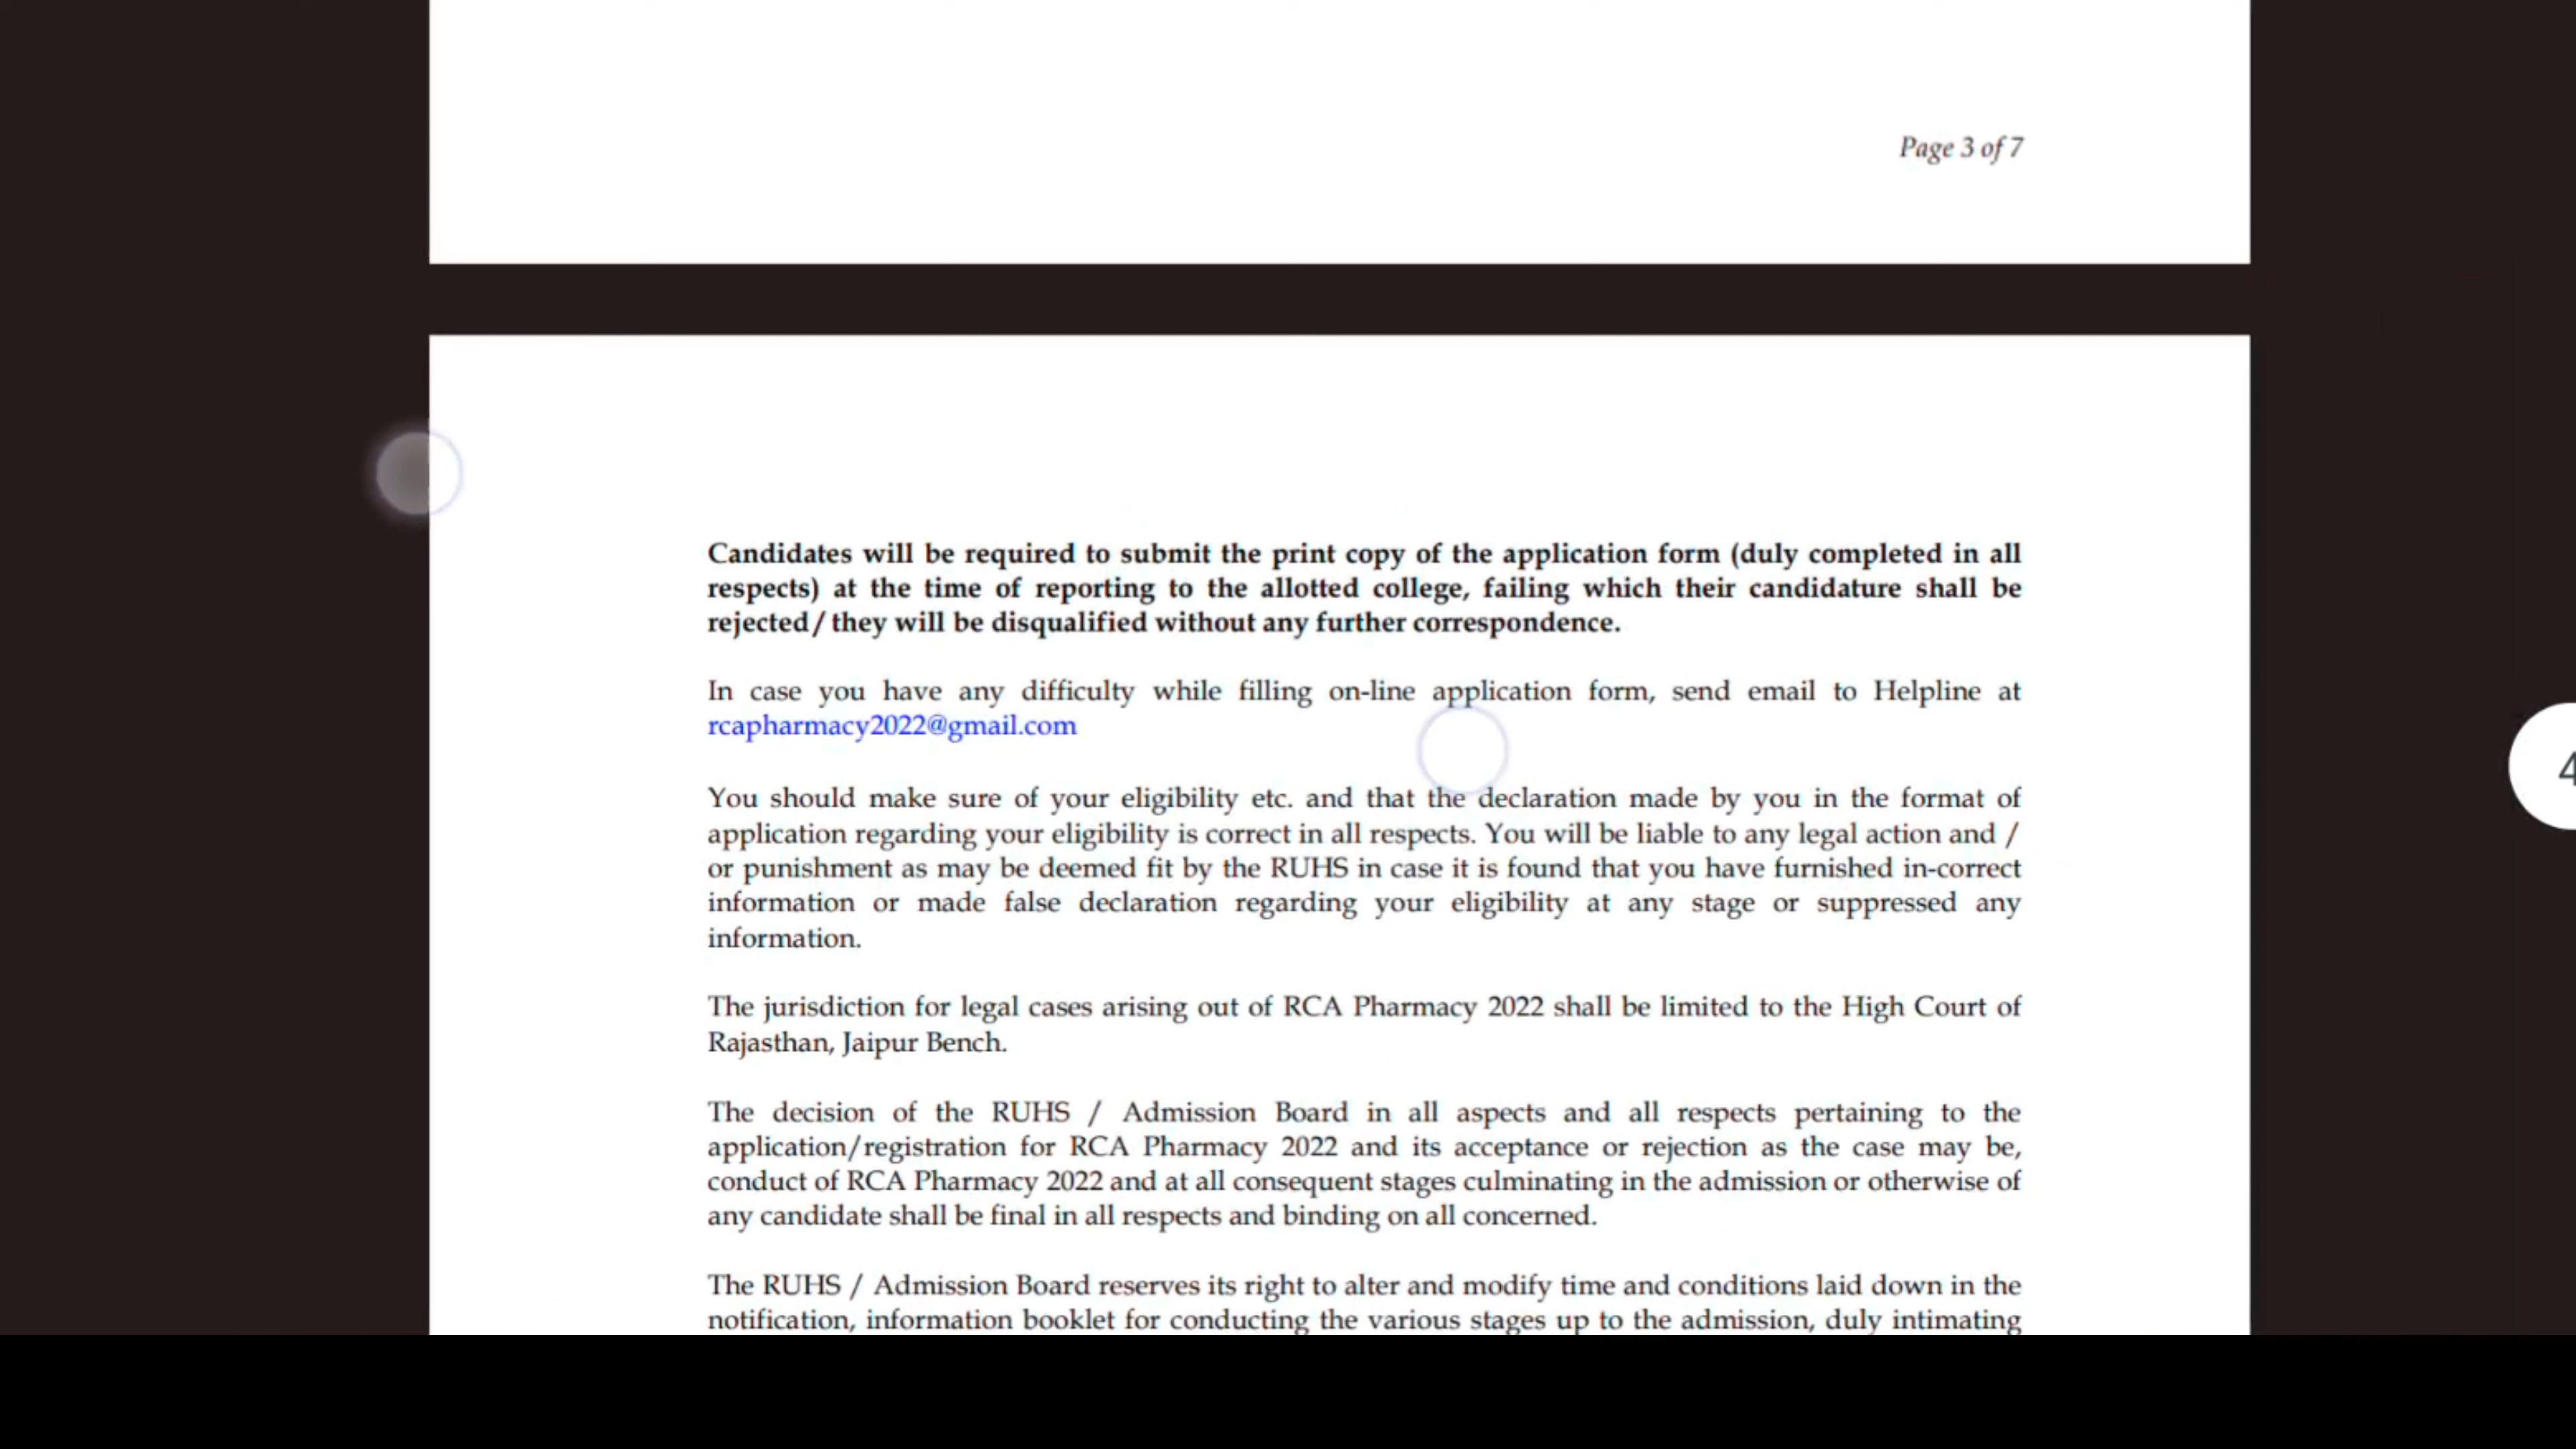 Page 3 of 7
Candidates will be required to submit the print copy of the application form (duly completed in all
respects) at the time of reporting to the allotted college, failing which their candidature shall be
rejected/ they will be disqualified without any further correspondence.
In case you have any difficulty while filling on-line application form, send email to Helpline at
rcapharmacy2022@gmail.com
You should make sure of your eligibility etc. and that the declaration made by you in the format of
application regarding your eligibility is correct in all respects. You will be liable to any legal action and /
or punishment as may be deemed fit by the RUHS in case it is found that you have furnished in-correct
information or made false declaration regarding your eligibility at any stage or suppressed any
information.
The jurisdiction for legal cases arising out of RCA Pharmacy 2022 shall be limited to the High Court of
Rajasthan, Jaipur Bench.
The decision of the RUHS / Admission Board in all aspects and all respects pertaining to the
application/registration for RCA Pharmacy 2022 and its acceptance or rejection as the case may be,
conduct of RCA Pharmacy 2022 and at all consequent stages culminating in the admission or otherwise of
any candidate shall be final in all respects and binding on all concerned.
The RUHS / Admission Board reserves its right to alter and modify time and conditions laid down in the
notification, information booklet for conducting the various stages up to the admission, duly intimating
4